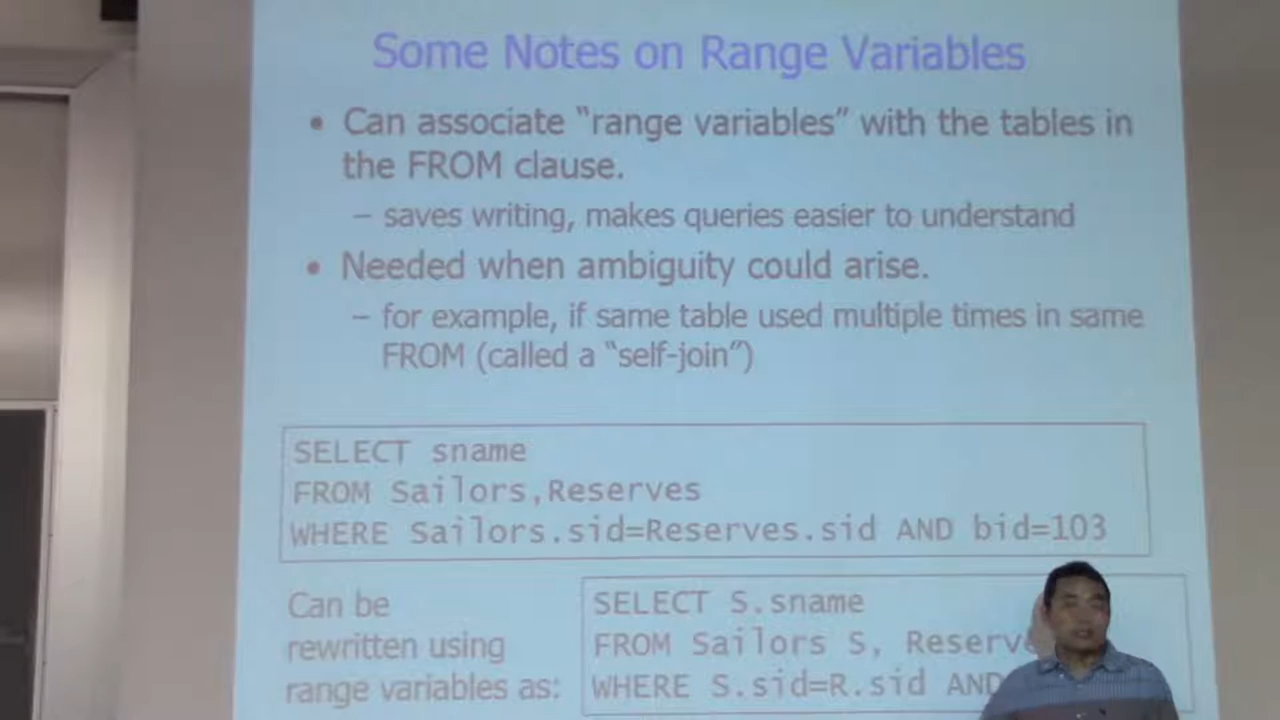 Some Notes on Range Variables
• Can associate “range variables” with the tables in
the FROM clause.
– saves writing, makes queries easier to understand
• Needed when ambiguity could arise.
– for example, if same table used multiple times in same
FROM (called a “self-join”)
SELECT sname
FROM Sailors,Reserves
WHERE Sailors.sid=Reserves.sid AND bid=103
Can be
rewritten using
range variables as:
SELECT S.sname
FROM Sailors S,
WHERE S.sid=R.sid AND